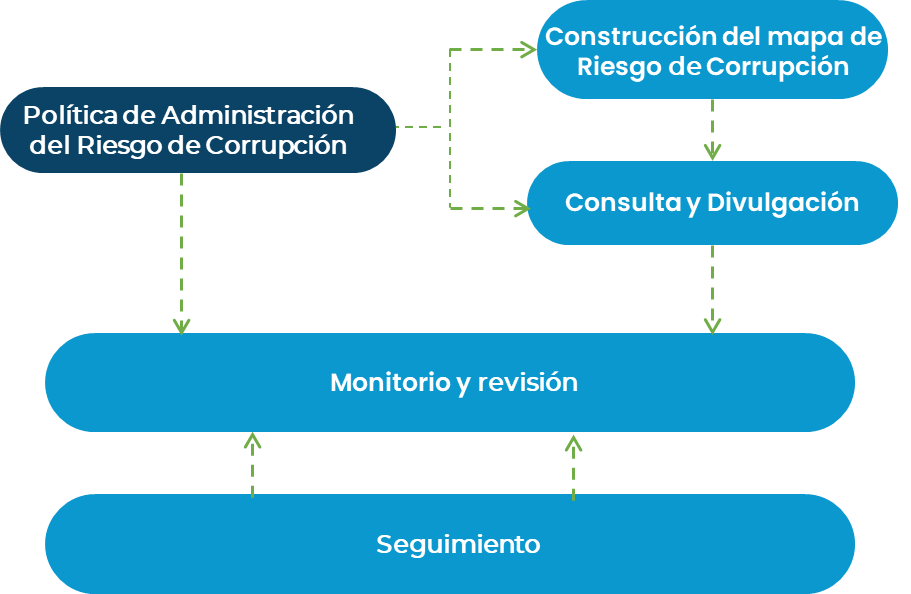 Construcción del mapa de
Riesgo de Corrupción
Política de Administración
del Riesgo de Corrupción
Consulta y Divulgación
Monitorio y revisión
Seguimiento